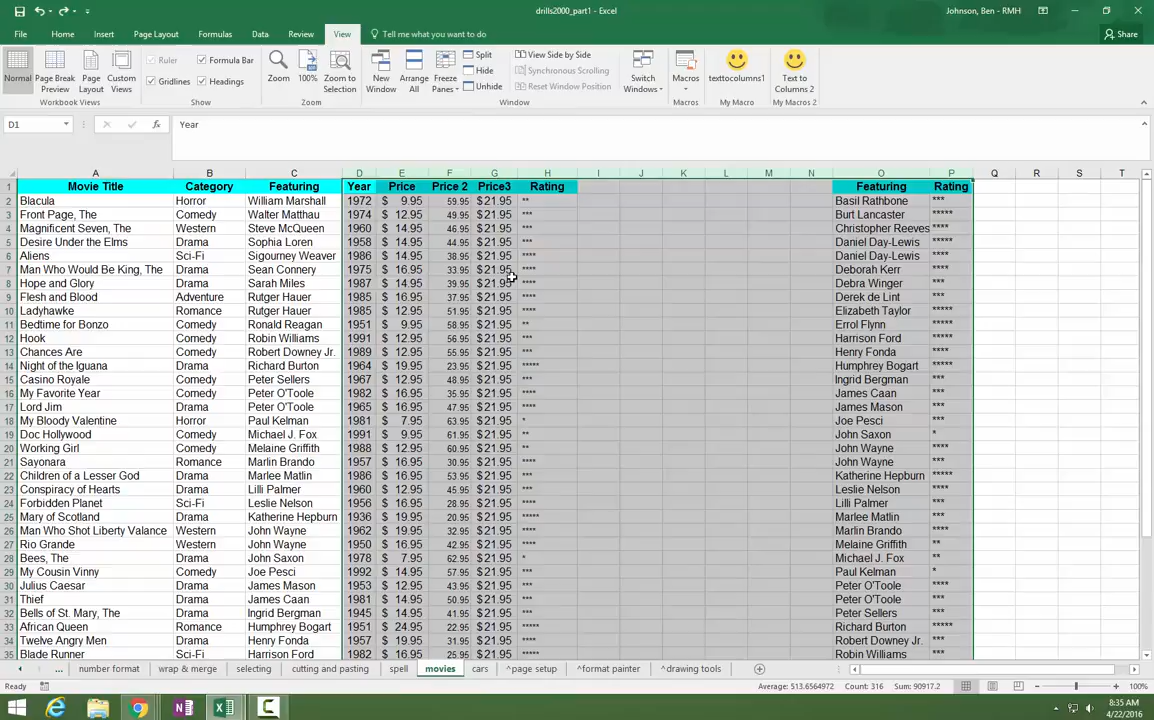 drills2000_part1 - Excel
Johnson, Ben - RMH
File Home Insert Page Layout Formulas Data Review View Tell me what you want to do Share
Normal Page Break Preview Page Layout Custom Views
Ruler Formula Bar
Gridlines Headings
Zoom 100% Zoom to Selection
New Window Arrange All Freeze Panes
Split Hide Unhide
View Side by Side
Synchronous Scrolling
Reset Window Position
Switch Windows Macros texttocolumns1 Text to Columns 2
Workbook Views Show Zoom Window Macros My Macro My Macros 2
D1 fx Year
A B C D E F G H I J K L M N O P Q R S T
1 Movie Title Category Featuring Year Price Price 2 Price3 Rating Featuring Rating
2 Blacula Horror William Marshall 1972 $ 9.95 59.95 $21.95 ** Basil Rathbone ***
3 Front Page, The Comedy Walter Matthau 1974 $ 12.95 49.95 $21.95 *** Burt Lancaster *****
4 Magnificent Seven, The Western Steve McQueen 1960 $ 14.95 46.95 $21.95 *** Christopher Reeves ****
5 Desire Under the Elms Drama Sophia Loren 1958 $ 14.95 44.95 $21.95 *** Daniel Day-Lewis *****
6 Aliens Sci-Fi Sigourney Weaver 1986 $ 14.95 38.95 $21.95 **** Daniel Day-Lewis ****
7 Man Who Would Be King, The Drama Sean Connery 1975 $ 16.95 33.95 $21.95 **** Deborah Kerr ***
8 Hope and Glory Drama Sarah Miles 1987 $ 14.95 39.95 $21.95 **** Debra Winger ***
9 Flesh and Blood Adventure Rutger Hauer 1985 $ 16.95 37.95 $21.95 **** Derek de Lint ***
10 Ladyhawke Romance Rutger Hauer 1985 $ 12.95 51.95 $21.95 **** Elizabeth Taylor *****
11 Bedtime for Bonzo Comedy Ronald Reagan 1951 $ 9.95 58.95 $21.95 ** Errol Flynn ****
12 Hook Comedy Robin Williams 1991 $ 12.95 56.95 $21.95 *** Harrison Ford *****
13 Chances Are Comedy Robert Downey Jr. 1989 $ 12.95 55.95 $21.95 *** Henry Fonda ****
14 Night of the Iguana Drama Richard Burton 1964 $ 19.95 23.95 $21.95 ***** Humphrey Bogart *****
15 Casino Royale Comedy Peter Sellers 1967 $ 12.95 48.95 $21.95 *** Ingrid Bergman ***
16 My Favorite Year Comedy Peter O'Toole 1982 $ 16.95 35.95 $21.95 **** James Caan ***
17 Lord Jim Drama Peter O'Toole 1965 $ 16.95 47.95 $21.95 **** James Mason ***
18 My Bloody Valentine Horror Paul Kelman 1981 $ 7.95 63.95 $21.95 * Joe Pesci ***
19 Doc Hollywood Comedy Michael J. Fox 1991 $ 9.95 61.95 $21.95 ** John Saxon *
20 Working Girl Comedy Melaine Griffith 1988 $ 12.95 60.95 $21.95 ** John Wayne ****
21 Sayonara Romance Marlin Brando 1957 $ 16.95 30.95 $21.95 **** John Wayne ****
22 Children of a Lesser God Drama Marlee Matlin 1986 $ 16.95 53.95 $21.95 *** Katherine Hepburn *****
23 Conspiracy of Hearts Drama Lilli Palmer 1960 $ 12.95 45.95 $21.95 *** Leslie Nelson ****
24 Forbidden Planet Sci-Fi Leslie Nelson 1956 $ 16.95 28.95 $21.95 **** Lilli Palmer ***
25 Mary of Scotland Drama Katherine Hepburn 1936 $ 19.95 20.95 $21.95 ***** Marlee Matlin ***
26 Man Who Shot Liberty Valance Western John Wayne 1962 $ 19.95 31.95 $21.95 **** Marlin Brando ****
27 Rio Grande Western John Wayne 1950 $ 16.95 42.95 $21.95 **** Melaine Griffith **
28 Bees, The Drama John Saxon 1978 $ 7.95 62.95 $21.95 * Michael J. Fox **
29 My Cousin Vinny Comedy Joe Pesci 1992 $ 14.95 57.95 $21.95 *** Paul Kelman *
30 Julius Caesar Drama James Mason 1953 $ 12.95 43.95 $21.95 *** Peter O'Toole ****
31 Thief Drama James Caan 1981 $ 14.95 50.95 $21.95 *** Peter O'Toole ****
32 Bells of St. Mary, The Drama Ingrid Bergman 1945 $ 14.95 41.95 $21.95 *** Peter Sellers ***
33 African Queen Romance Humphrey Bogart 1951 $ 24.95 22.95 $21.95 ***** Richard Burton *****
34 Twelve Angry Men Drama Henry Fonda 1957 $ 19.95 31.95 $21.95 **** Robert Downey Jr. ***
35 Blade Runner Sci-Fi Harrison Ford 1982 $ 16.95 25.95 $21.95 ***** Robin Williams ***
... number format wrap & merge selecting cutting and pasting spell movies cars ^page setup ^format painter ^drawing tools
Ready Average: 513.6564972 Count: 316 Sum: 90917.2 100%
8:35 AM
4/22/2016